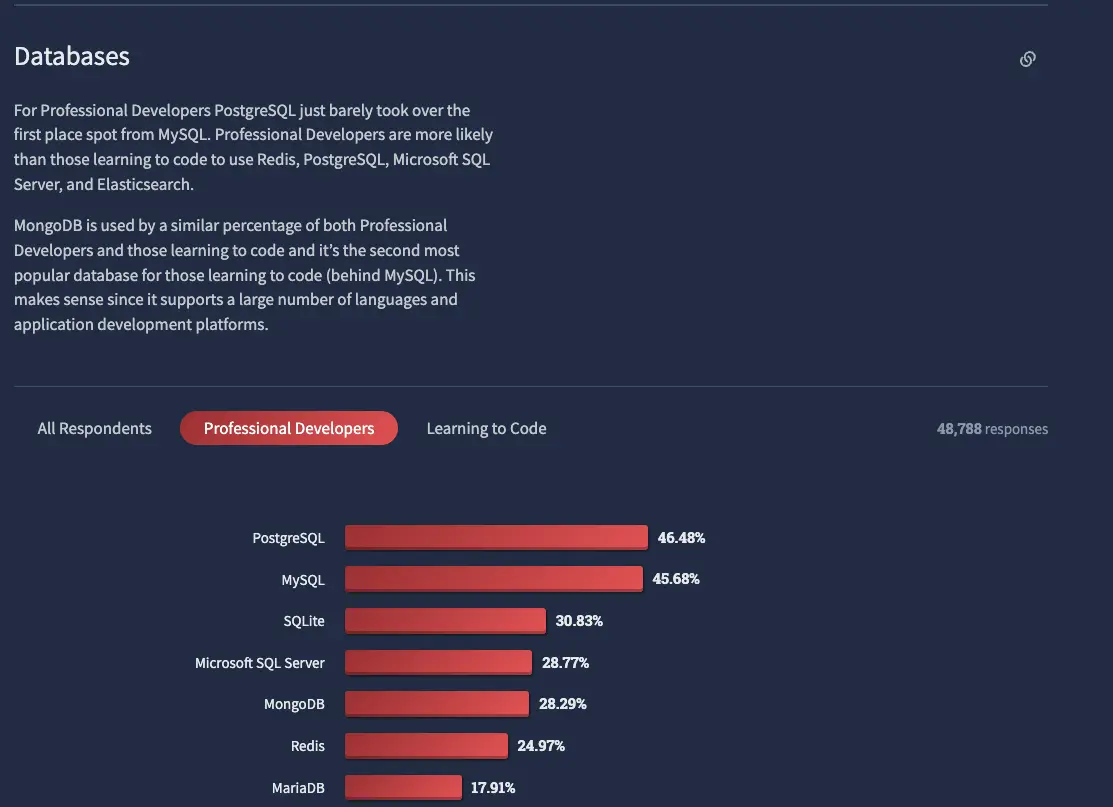 Databases
For Professional Developers PostgreSQL just barely took over the
first place spot from MySQL. Professional Developers are more likely
than those learning to code to use Redis, PostgreSQL, Microsoft SQL
Server, and Elasticsearch.
MongoDB is used by a similar percentage of both Professional
Developers and those learning to code and it’s the second most
popular database for those learning to code (behind MySQL). This
makes sense since it supports a large number of languages and
application development platforms.
All Respondents Professional Developers Learning to Code 48,788 responses
PostgreSQL 46.48%
MySQL 45.68%
SQLite 30.83%
Microsoft SQL Server 28.77%
MongoDB 28.29%
Redis 24.97%
MariaDB 17.91%